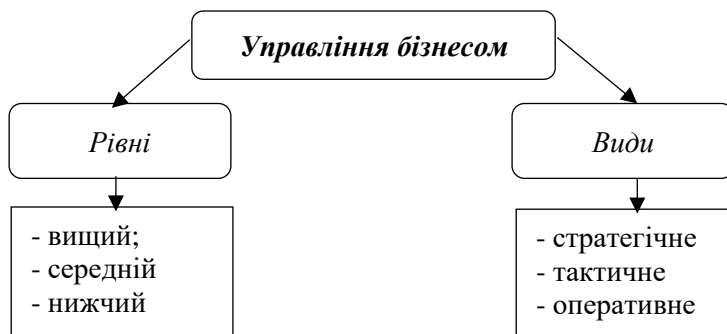 Управління бізнесом
Рівні
Види
- вищий;
- середній
- нижчий
- стратегічне
- тактичне
- оперативне